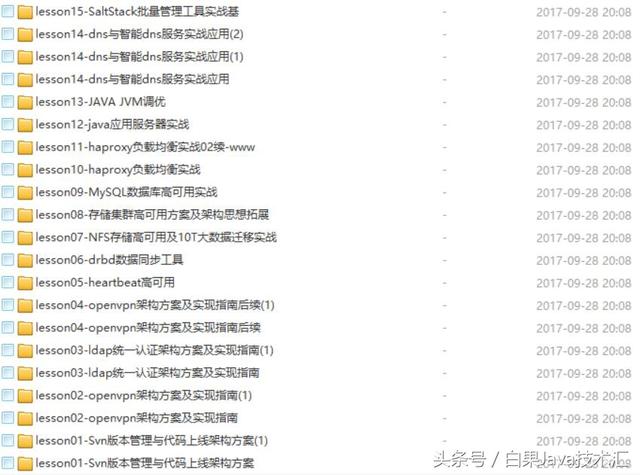 lesson15-SaltStack批量管理工具实战基 - 2017-09-28 20:08
lesson14-dns与智能dns服务实战应用(2) - 2017-09-28 20:08
lesson14-dns与智能dns服务实战应用(1) - 2017-09-28 20:08
lesson14-dns与智能dns服务实战应用 - 2017-09-28 20:08
lesson13-JAVA JVM调优 - 2017-09-28 20:08
lesson12-java应用服务器实战 - 2017-09-28 20:08
lesson11-haproxy负载均衡实战02续-www - 2017-09-28 20:08
lesson10-haproxy负载均衡实战 - 2017-09-28 20:08
lesson09-MySQL数据库高可用实战 - 2017-09-28 20:08
lesson08-存储集群高可用方案及架构思想拓展 - 2017-09-28 20:08
lesson07-NFS存储高可用及10T大数据迁移实战 - 2017-09-28 20:08
lesson06-drbd数据同步工具 - 2017-09-28 20:08
lesson05-heartbeat高可用 - 2017-09-28 20:08
lesson04-openvpn架构方案及实现指南后续(1) - 2017-09-28 20:08
lesson04-openvpn架构方案及实现指南后续 - 2017-09-28 20:08
lesson03-ldap统一认证架构方案及实现指南(1) - 2017-09-28 20:08
lesson03-ldap统一认证架构方案及实现指南 - 2017-09-28 20:08
lesson02-openvpn架构方案及实现指南(1) - 2017-09-28 20:08
lesson02-openvpn架构方案及实现指南 - 2017-09-28 20:08
lesson01-Svn版本管理与代码上线架构方案(1) - 2017-09-28 20:08
lesson01-Svn版本管理与代码上线架构方案
头条号 / 白果Java技术汇